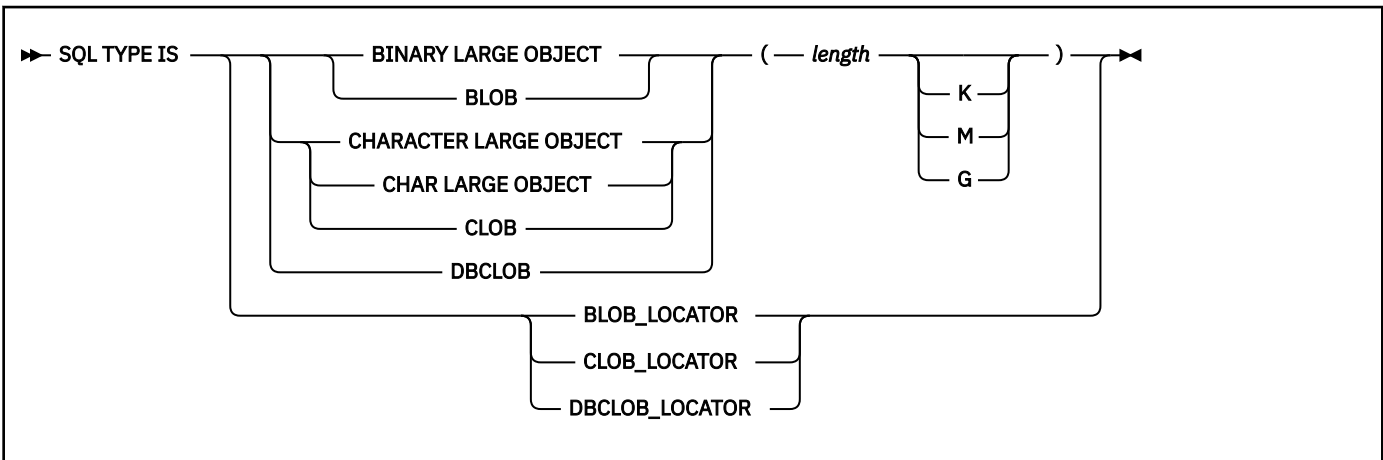 SQL TYPE IS BINARY LARGE OBJECT ( length )
BLOB K
CHARACTER LARGE OBJECT M
CHAR LARGE OBJECT G
CLOB
DBCLOB
BLOB_LOCATOR
CLOB_LOCATOR
DBCLOB_LOCATOR